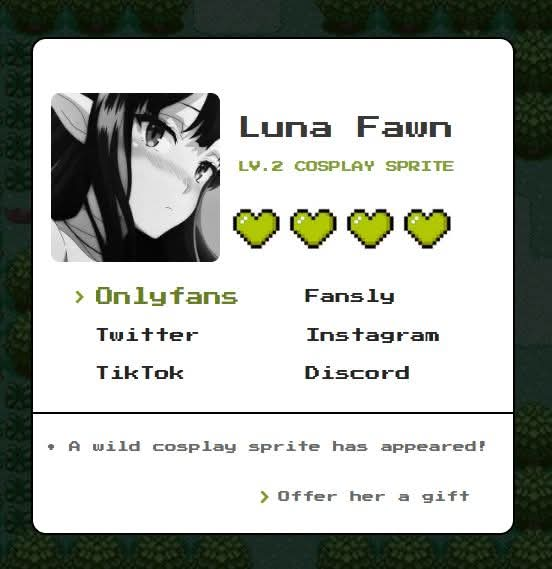 Luna Fawn
LV.2 COSPLAY SPRITE
> Onlyfans Fansly
Twitter Instagram
TikTok Discord
• A wild cosplay sprite has appeared!
> Offer her a gift